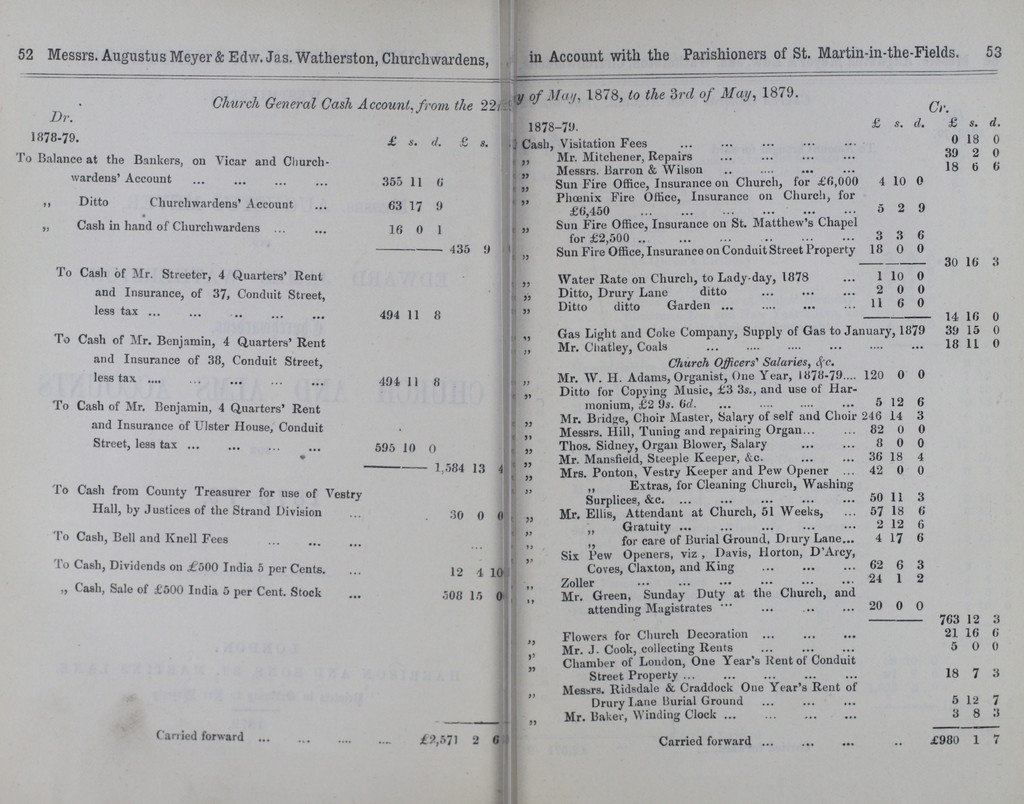 52 Messrs. Augustus Meyer & Edw. Jas. Watherston, Churchwardens,
Church General Cash Account, from the 22
Dr.
1878-79. £ s. d. £ s.
To Balance at the Bankers, on Vicar and Church-
wardens' Account ... ... ... ... 355 11 6
„ Ditto Churchwardens' Account ... 63 17 9
„ Cash in hand of Churchwardens ... ... 16 0 1
435 9
To Cash of Mr. Streeter, 4 Quarters' Rent
and Insurance, of 37, Conduit Street,
less tax ... ... ... ... ... 494 11 8
To Cash of Mr. Benjamin, 4 Quarters' Rent
and Insurance of 38, Conduit Street,
less tax .... ... ... ... ... 494 11 8
To Cash of Mr. Benjamin, 4 Quarters' Rent
and Insurance of Ulster House, Conduit
Street, less tax ... ... ... ... 595 10 0
1,584 13 4
To Cash from County Treasurer for use of Vestry
Hall, by Justices of the Strand Division ... 30 0 0
To Cash, Bell and Knell Fees ... ... ... ...
To Cash, Dividends on £500 India 5 per Cents. ... 12 4 10
„ Cash, Sale of £500 India 5 per Cent. Stock ... 508 15 0
Carried forward ... ... .... .... £2,571 2 6
in Account with the Parishioners of St. Martin-in-the-Fields. 53
y of May, 1878, to the 3rd of May, 1879.
Cr.
1878-79. £ s. d. £ s. d.
Cash, Visitation Fees ... ... ... ... ... 0 18 0
„ Mr. Mitchener, Repairs ... ... ... ... 39 2 0
„ Messrs. Barron & Wilson .. .... ... ... 18 6 6
„ Sun Fire Office, Insurance on Church, for £6,000 4 10 0
„ Phœnix Fire Office, Insurance on Church, for
£6,450 ... ... ... ... ... ... 5 2 9
„ Sun Fire Office, Insurance on St. Matthew's Chapel
for £2,500 .. ... ... .. ... ... 3 3 6
„ Sun Fire Office, Insurance on Conduit Street Property 18 0 0
30 16 3
„ Water Rate on Church, to Lady-day, 1878 ... 1 10 0
„ Ditto, Drury Lane ditto ... ... ... 2 0 0
„ Ditto ditto Garden ... ... ... ... 11 6 0
14 16 0
„ Gas Light and Coke Company, Supply of Gas to January, 1879 39 15 0
„ Mr. Chatley, Coals ... .... .... .... .... ... 18 11 0
Church Officers' Salaries, &c.
„ Mr. W. H. Adams, Organist, One Year, 1878-79.... 120 0 0
„ Ditto for Copying Music, £3 3s., and use of Har-
monium, £2 9s. 6d. ... .... .... ... 5 12 6
„ Mr. Bridge, Choir Master, Salary of self and Choir 246 14 3
„ Messrs. Hill, Tuning and repairing Organ... ... 82 0 0
„ Thos. Sidney, Organ Blower, Salary ... ... 8 0 0
„ Mr. Mansfield, Steeple Keeper, &c. ... ... 36 18 4
„ Mrs. Ponton, Vestry Keeper and Pew Opener ... 42 0 0
„ „ Extras, for Cleaning Church, Washing
Surplices, &c. ... ... ... ... ... 50 11 3
„ Mr. Ellis, Attendant at Church, 51 Weeks, ... 57 18 6
„ „ Gratuity ... ... ... ... ... 2 12 6
„ „ for care of Burial Ground, Drury Lane... 4 17 6
„ Six Pew Openers, viz, Davis, Horton, D'Arcy,
Coves, Claxton, and King ... ... ... 62 6 3
„ Zoller ... ... ... ... ... ... 24 1 2
„ Mr. Green, Sunday Duty at the Church, and
attending Magistrates ... ... .. ... 20 0 0
763 12 3
„ Flowers for Church Decoration ... ... ... 21 16 6
„ Mr. J. Cook, collecting Rents ... ... ... 5 0 0
„ Chamber of London, One Year's Rent of Conduit
Street Property ... ... ... ... ... 18 7 3
„ Messrs. Ridsdale & Craddock One Year's Rent of
Drury Lane Burial Ground ... ... ... 5 12 7
„ Mr. Baker, Winding Clock ... ... ... ... 3 8 3
Carried forward ... ... ... .. £980 1 7